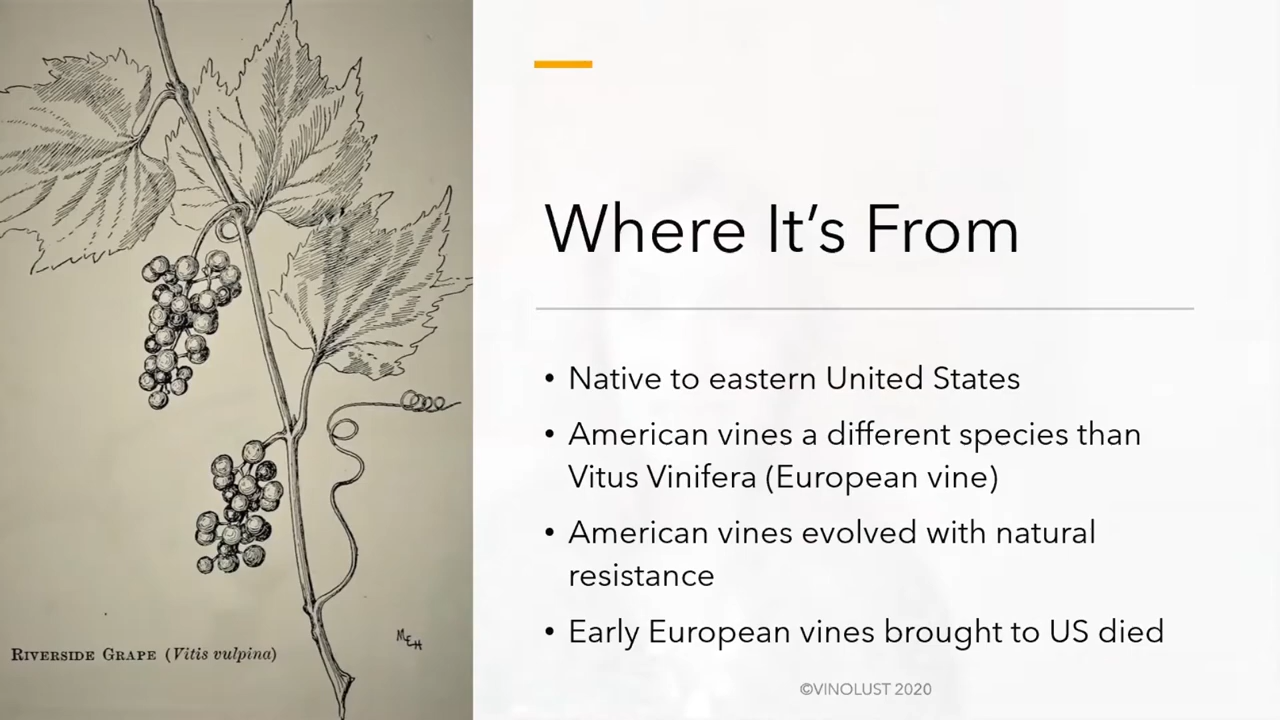 Where It’s From
• Native to eastern United States
• American vines a different species than
Vitus Vinifera (European vine)
• American vines evolved with natural
resistance
• Early European vines brought to US died
©VINOLUST 2020
Riverside Grape (Vitis vulpina)
MEH